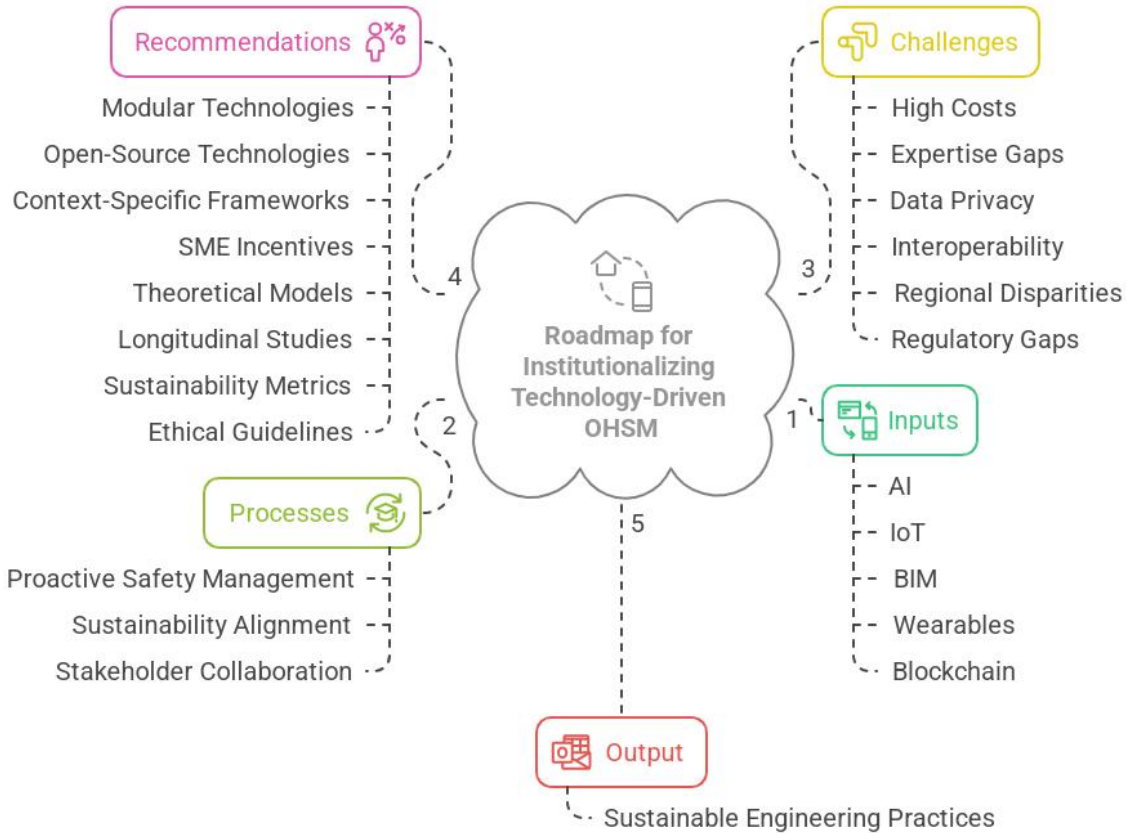 Recommendations
Modular Technologies
Open-Source Technologies
Context-Specific Frameworks
SME Incentives
Theoretical Models
Longitudinal Studies
Sustainability Metrics
Ethical Guidelines
4
Challenges
High Costs
Expertise Gaps
Data Privacy
Interoperability
Regional Disparities
Regulatory Gaps
3
Roadmap for
Institutionalizing
Technology-Driven
OHSM
2
Processes
Proactive Safety Management
Sustainability Alignment
Stakeholder Collaboration
1
Inputs
AI
IoT
BIM
Wearables
Blockchain
5
Output
Sustainable Engineering Practices